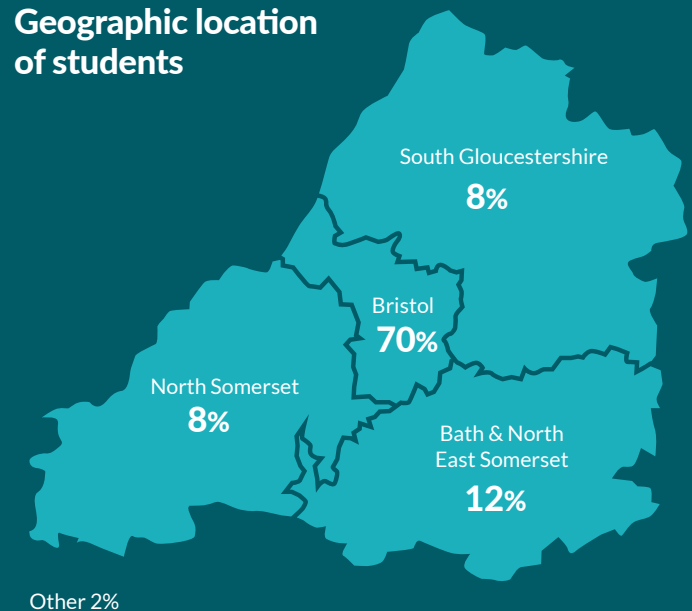 Geographic location
of students
South Gloucestershire
8%
Bristol
70%
North Somerset
8%
Bath & North
East Somerset
12%
Other 2%